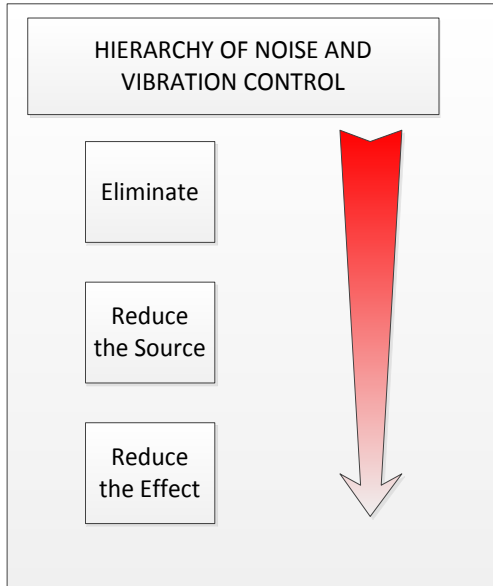 HIERARCHY OF NOISE AND
VIBRATION CONTROL
Eliminate
Reduce
the Source
Reduce
the Effect